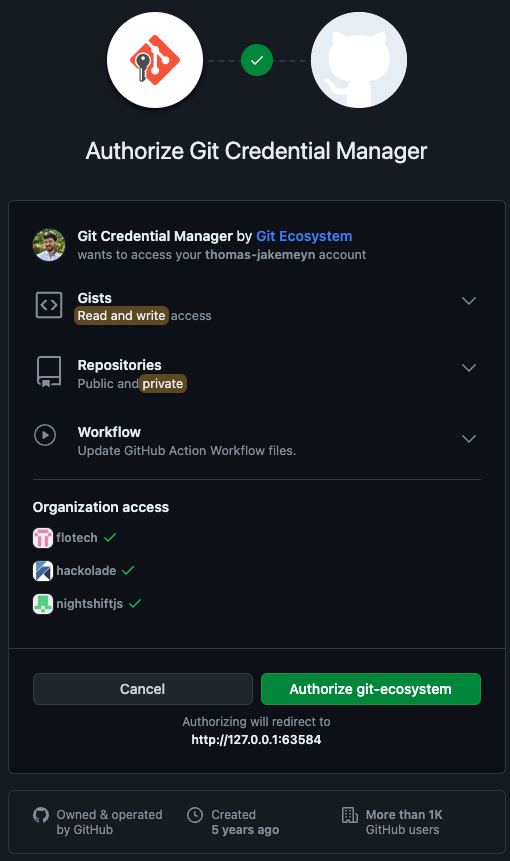 Authorize Git Credential Manager
Git Credential Manager by Git Ecosystem
wants to access your thomas-jakemeyn account
Gists
Read and write access
Repositories
Public and private
Workflow
Update GitHub Action Workflow files.
Organization access
flotech
hackolade
nightshiftjs
Cancel
Authorize git-ecosystem
Authorizing will redirect to
http://127.0.0.1:63584
Owned & operated
by GitHub
Created
5 years ago
More than 1K
GitHub users